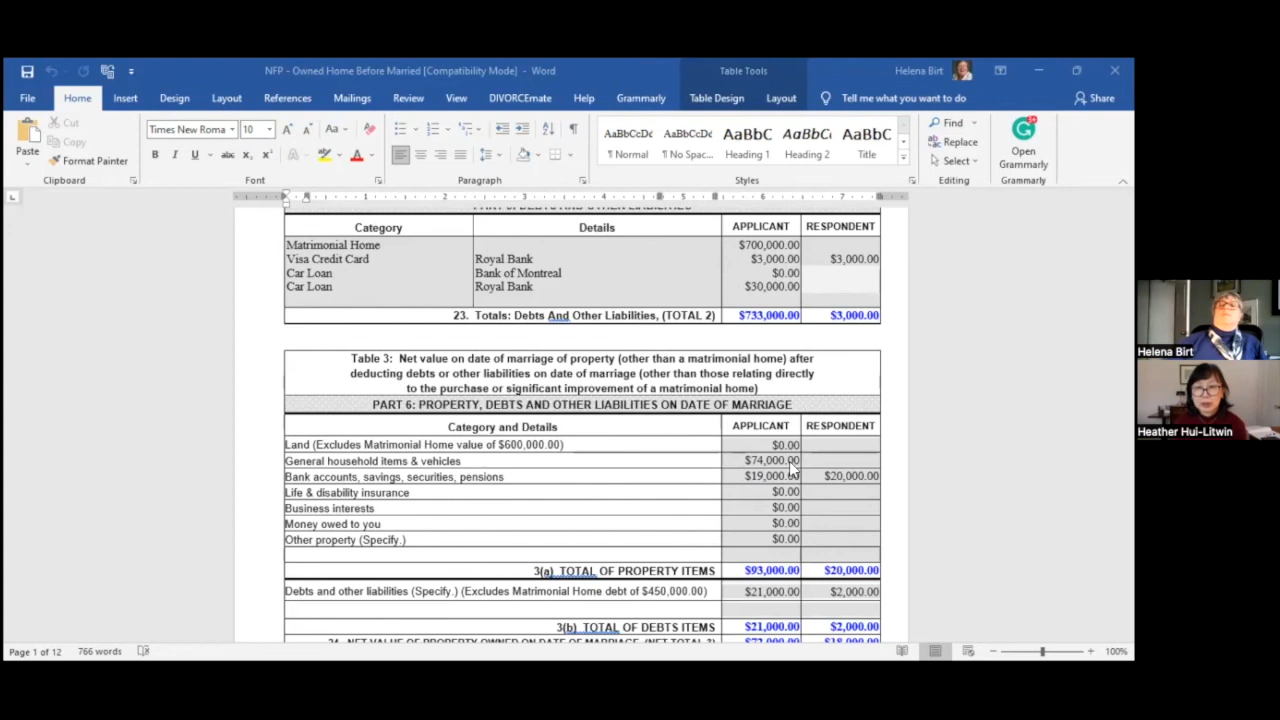 NFP - Owned Home Before Married [Compatibility Mode] - Word
Table Tools
Helena Birt
File Home Insert Design Layout References Mailings Review View DIVORCEmate Help Grammarly Table Design Layout Tell me what you want to do Share
Paste
Cut
Copy
Format Painter
Times New Roma 10
AaBbCcDc AaBbCcDc AaBbC AaBbCc AaBbC
¶ Normal ¶ No Spac... Heading 1 Heading 2 Title
Find
Replace
Select
Open
Grammarly
Clipboard Font Paragraph Styles Editing Grammarly
1 2 3 4 5 6 7
Category Details APPLICANT RESPONDENT
Matrimonial Home $700,000.00
Visa Credit Card Royal Bank $3,000.00 $3,000.00
Car Loan Bank of Montreal $0.00
Car Loan Royal Bank $30,000.00
23. Totals: Debts And Other Liabilities, (TOTAL 2) $733,000.00 $3,000.00
Table 3: Net value on date of marriage of property (other than a matrimonial home) after
deducting debts or other liabilities on date of marriage (other than those relating directly
to the purchase or significant improvement of a matrimonial home)
PART 6: PROPERTY, DEBTS AND OTHER LIABILITIES ON DATE OF MARRIAGE
Category and Details APPLICANT RESPONDENT
Land (Excludes Matrimonial Home value of $600,000.00) $0.00
General household items & vehicles $74,000.00
Bank accounts, savings, securities, pensions $19,000.00 $20,000.00
Life & disability insurance $0.00
Business interests $0.00
Money owed to you $0.00
Other property (Specify.) $0.00
3(a) TOTAL OF PROPERTY ITEMS $93,000.00 $20,000.00
Debts and other liabilities (Specify.) (Excludes Matrimonial Home debt of $450,000.00) $21,000.00 $2,000.00
3(b) TOTAL OF DEBTS ITEMS $21,000.00 $2,000.00
Page 1 of 12 766 words 100%
Helena Birt
Heather Hui-Litwin